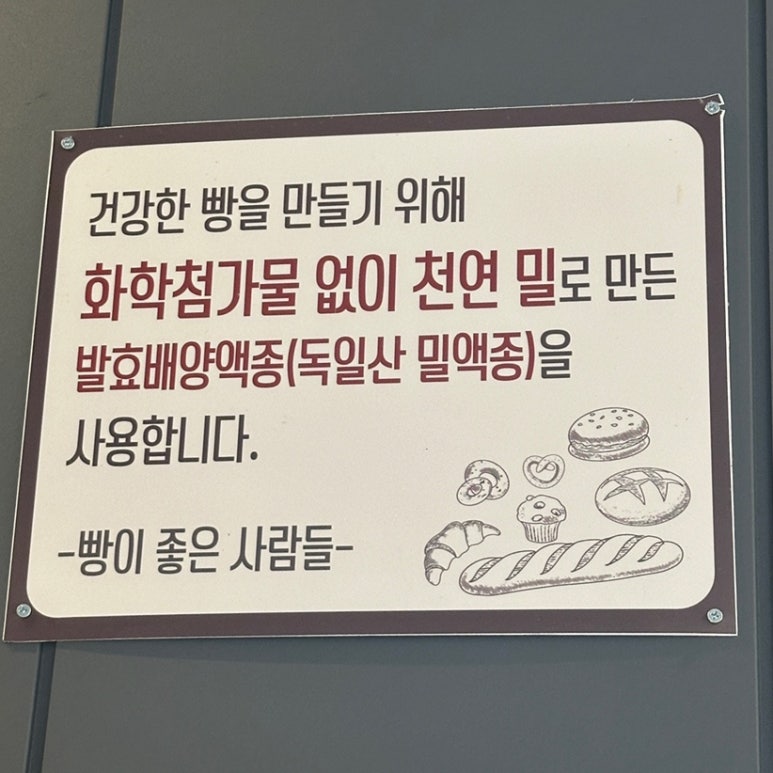 건강한 빵을 만들기 위해
화학첨가물 없이 천연 밀로 만든
발효배양액종(독일산 밀액종)을
사용합니다.
-빵이 좋은 사람들-